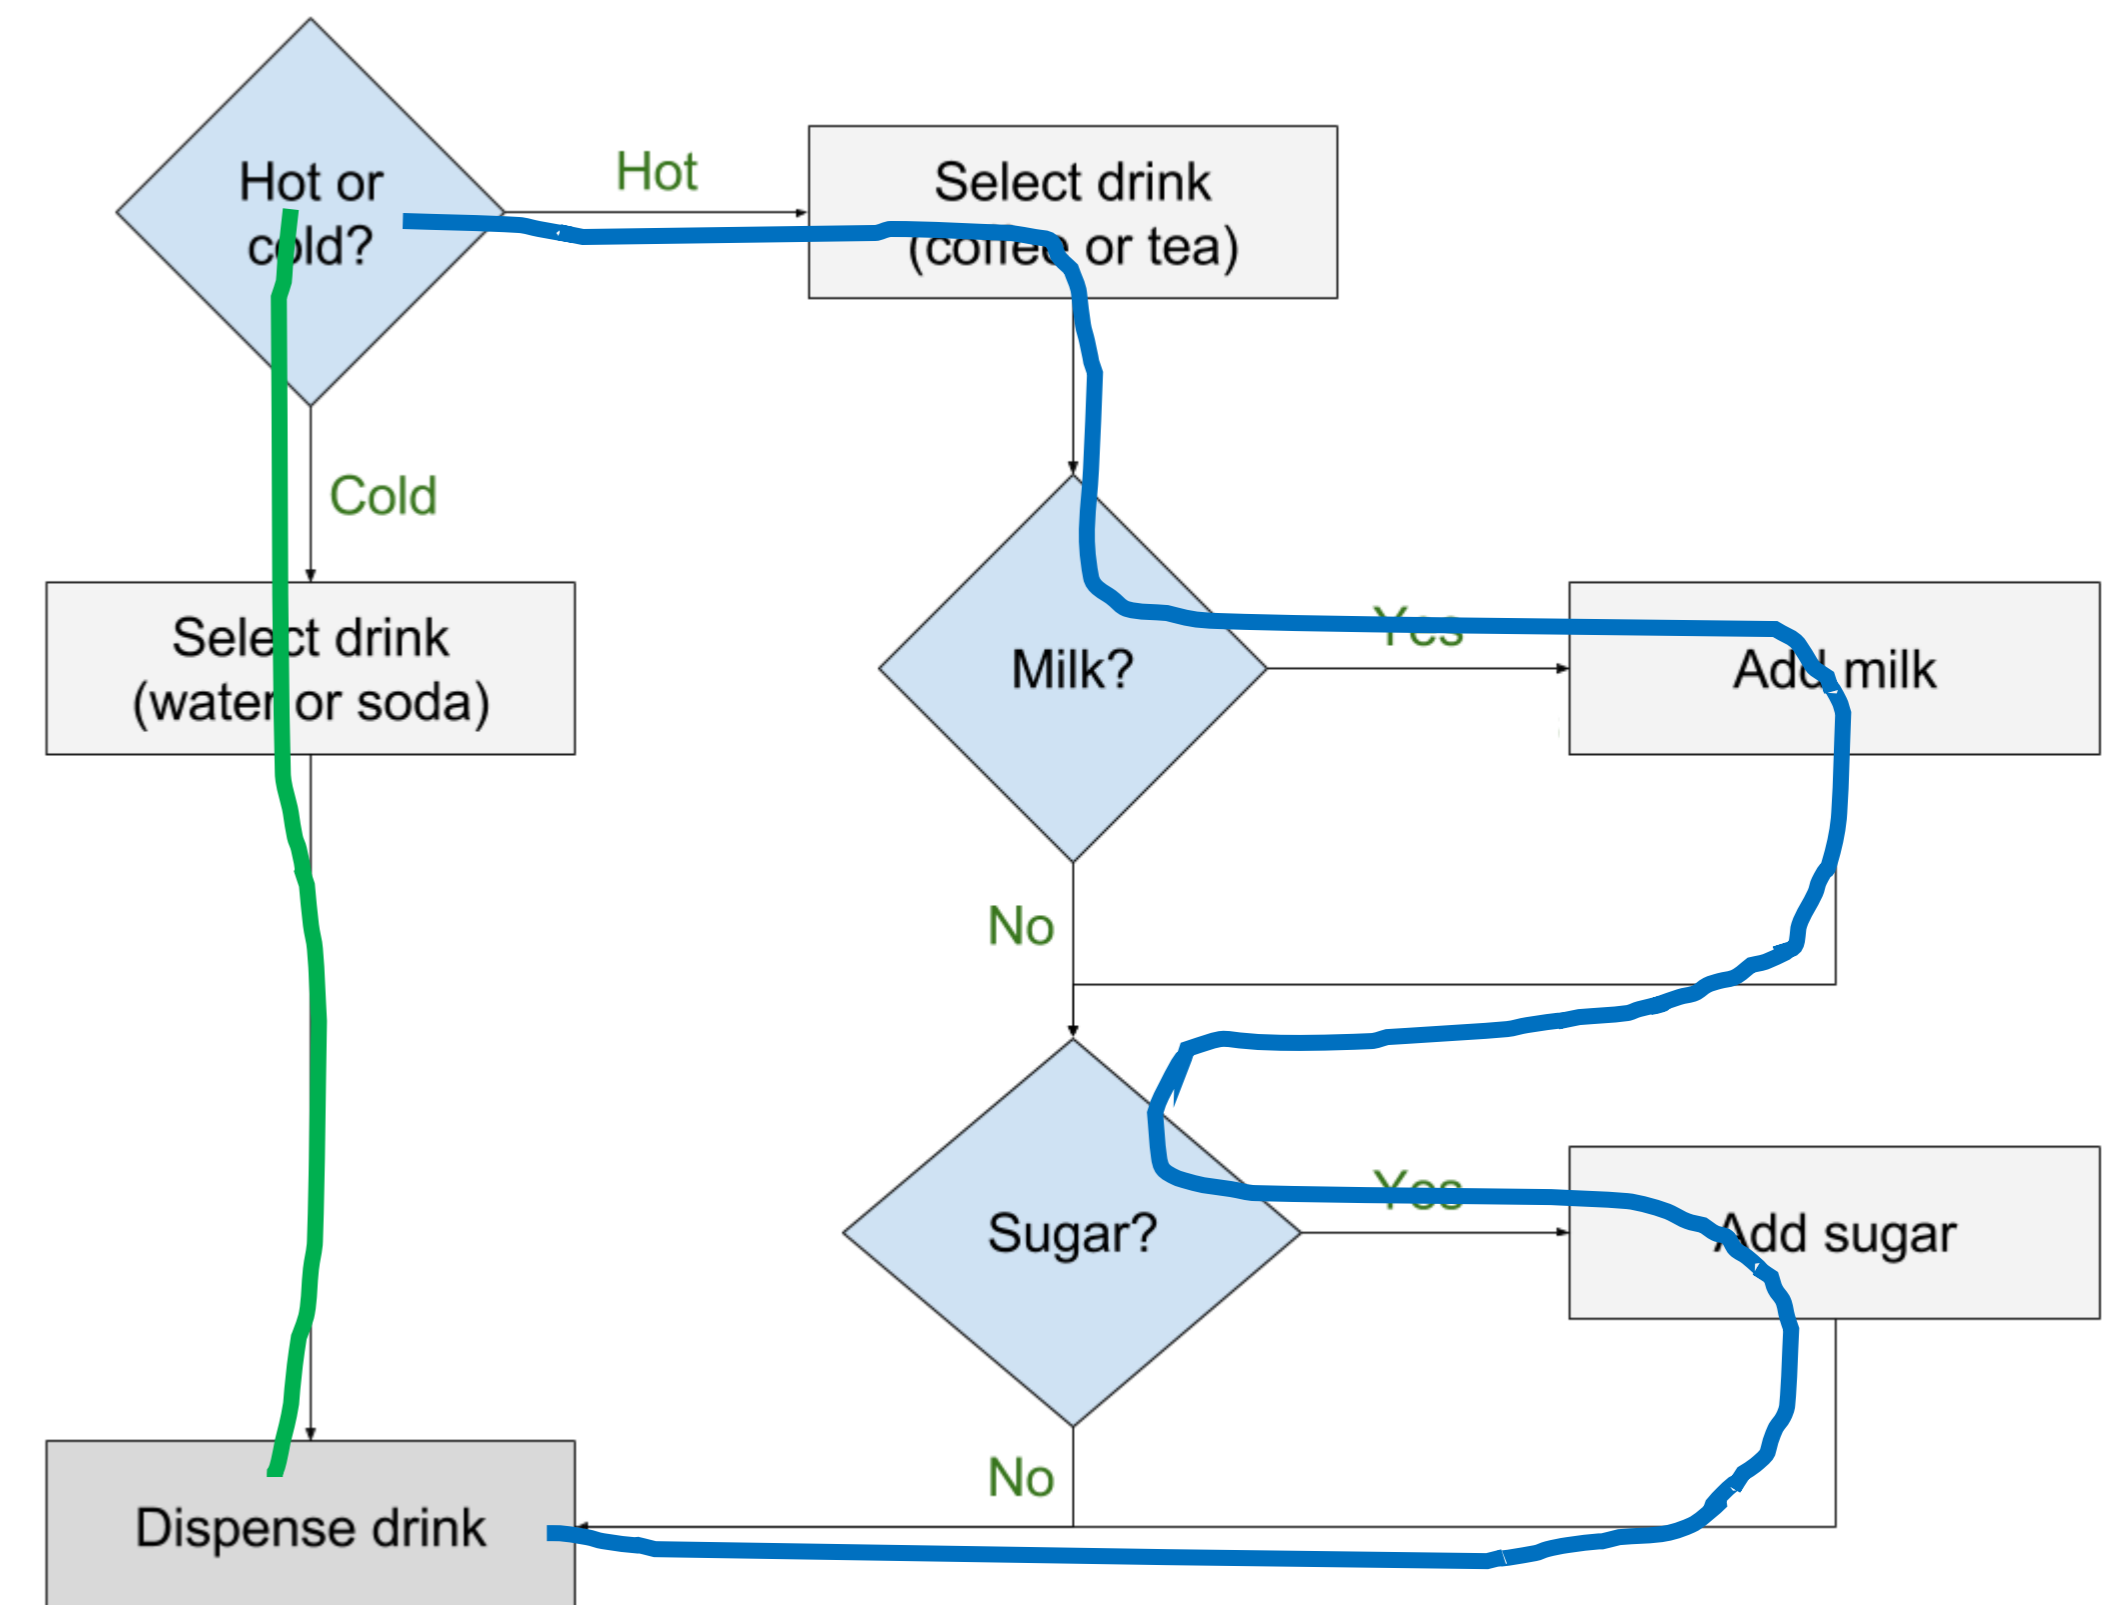 Hot or
cold?
Hot
Select drink
(coffee or tea)
Cold
Select drink
(water or soda)
Milk?
Yes
Add milk
No
Sugar?
Yes
Add sugar
No
Dispense drink